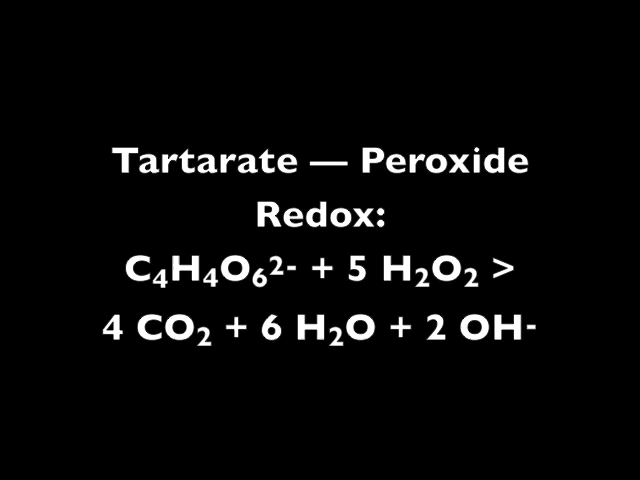 Tartarate — Peroxide
Redox:
C₄H₄O₆²⁻ + 5 H₂O₂ >
4 CO₂ + 6 H₂O + 2 OH⁻